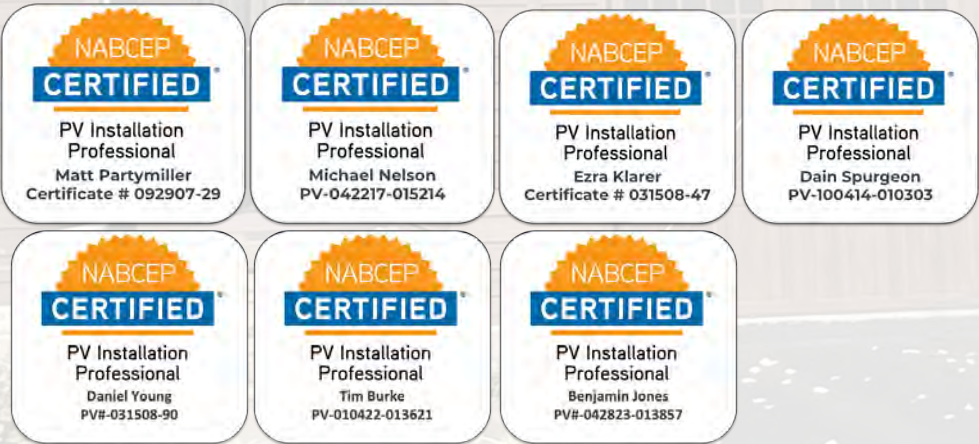 NABCEP
CERTIFIED®
PV Installation
Professional
Matt Partymiller
Certificate # 092907-29
NABCEP
CERTIFIED®
PV Installation
Professional
Michael Nelson
PV-042217-015214
NABCEP
CERTIFIED®
PV Installation
Professional
Ezra Klarer
Certificate # 031508-47
NABCEP
CERTIFIED®
PV Installation
Professional
Dain Spurgeon
PV-100414-010303
NABCEP
CERTIFIED®
PV Installation
Professional
Daniel Young
PV#-031508-90
NABCEP
CERTIFIED®
PV Installation
Professional
Tim Burke
PV-010422-013621
NABCEP
CERTIFIED®
PV Installation
Professional
Benjamin Jones
PV#-042823-013857